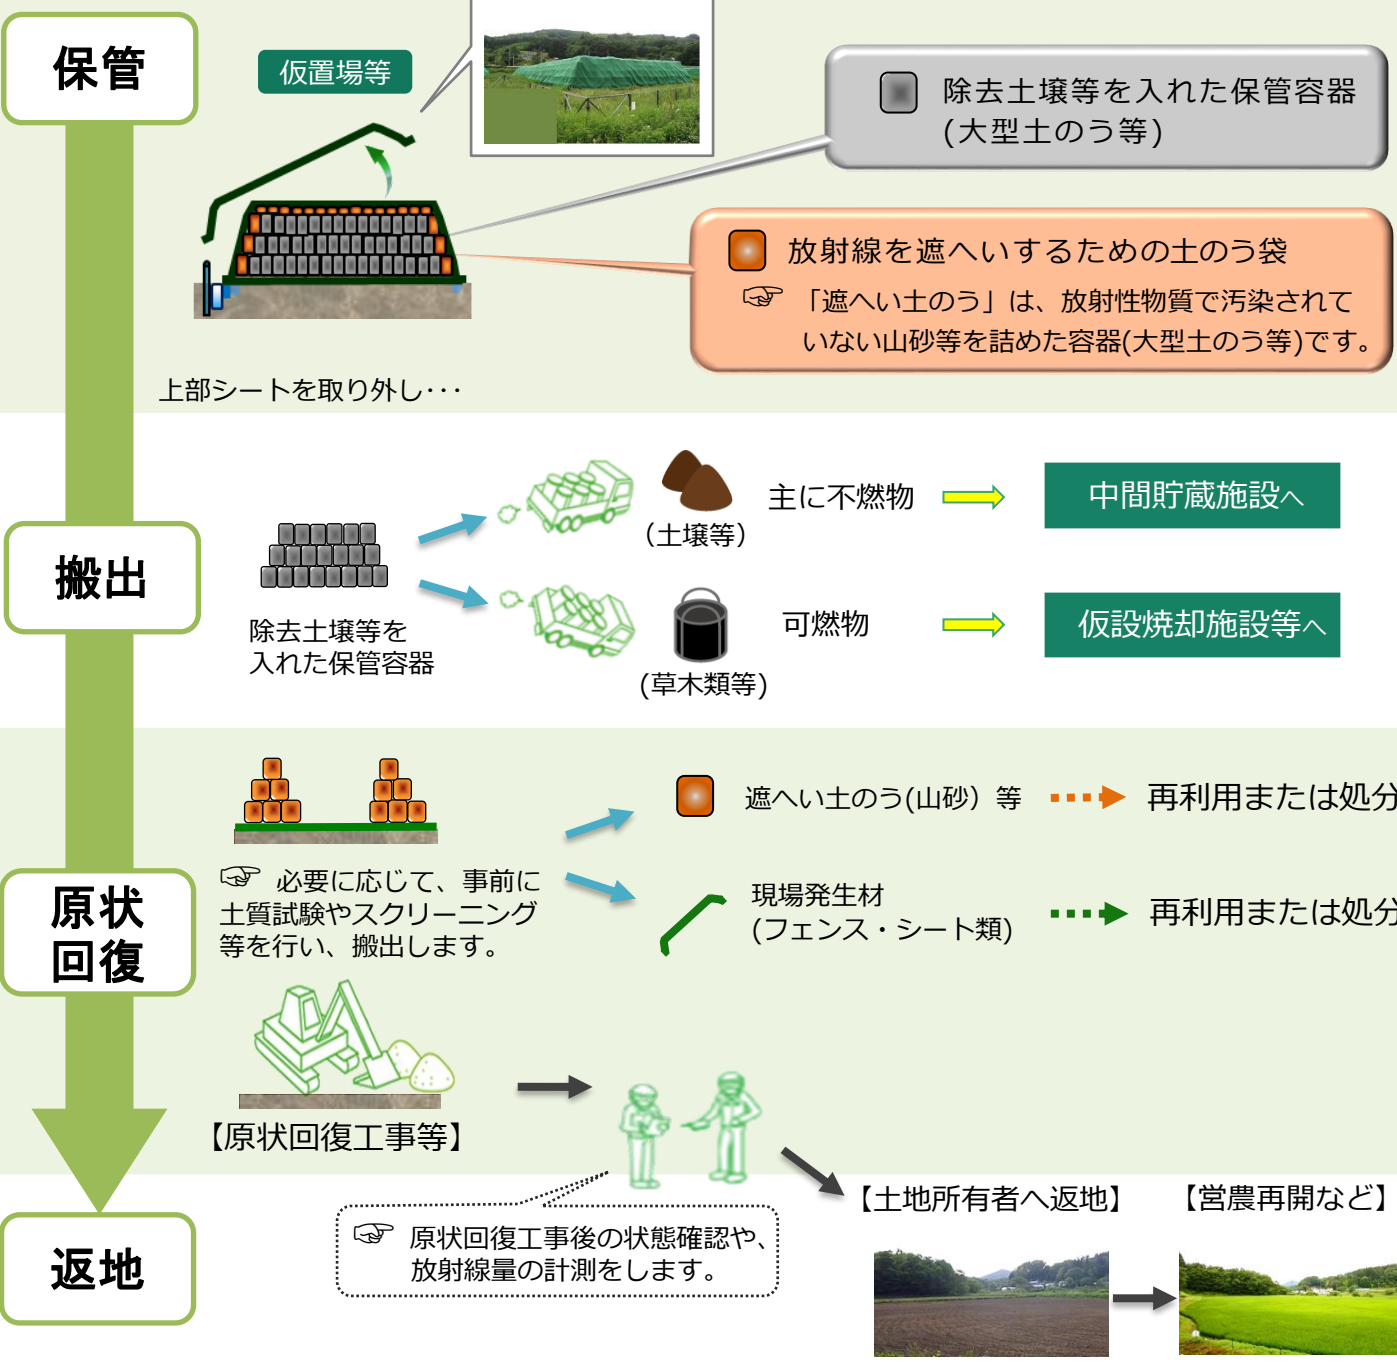 保管
仮置場等
除去土壌等を入れた保管容器
(大型土のう等)
放射線を遮へいするための土のう袋
☞ 「遮へい土のう」は、放射性物質で汚染されて
いない山砂等を詰めた容器(大型土のう等)です。
上部シートを取り外し･･･
搬出
除去土壌等を
入れた保管容器
(土壌等)
主に不燃物
中間貯蔵施設へ
(草木類等)
可燃物
仮設焼却施設等へ
原状
回復
☞ 必要に応じて、事前に
土質試験やスクリーニング
等を行い、搬出します。
遮へい土のう(山砂）等
再利用または処分
現場発生材
(フェンス・シート類)
再利用または処分
【原状回復工事等】
☞ 原状回復工事後の状態確認や、
放射線量の計測をします。
返地
【土地所有者へ返地】
【営農再開など】